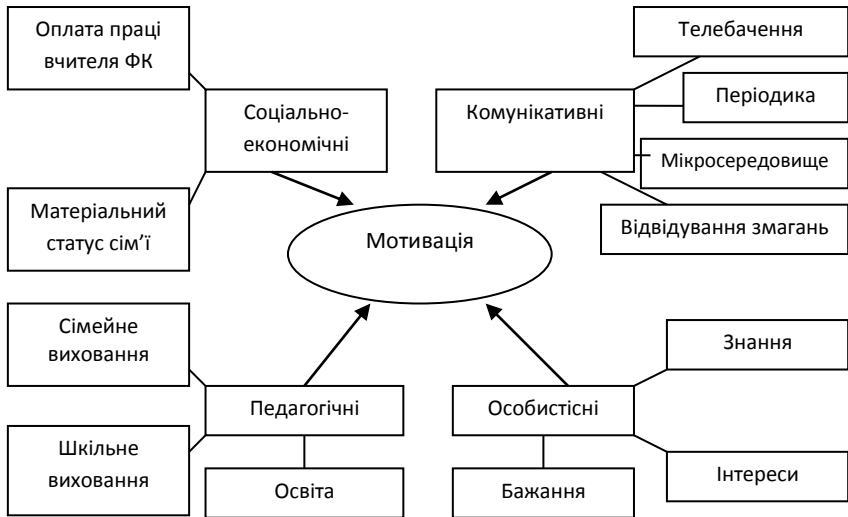 Оплата праці
вчителя ФК
Телебачення
Соціально-
економічні
Комунікативні
Періодика
Мікросередовище
Матеріальний
статус сім’ї
Відвідування змагань
Мотивація
Сімейне
виховання
Знання
Педагогічні
Особистісні
Шкільне
виховання
Освіта
Бажання
Інтереси